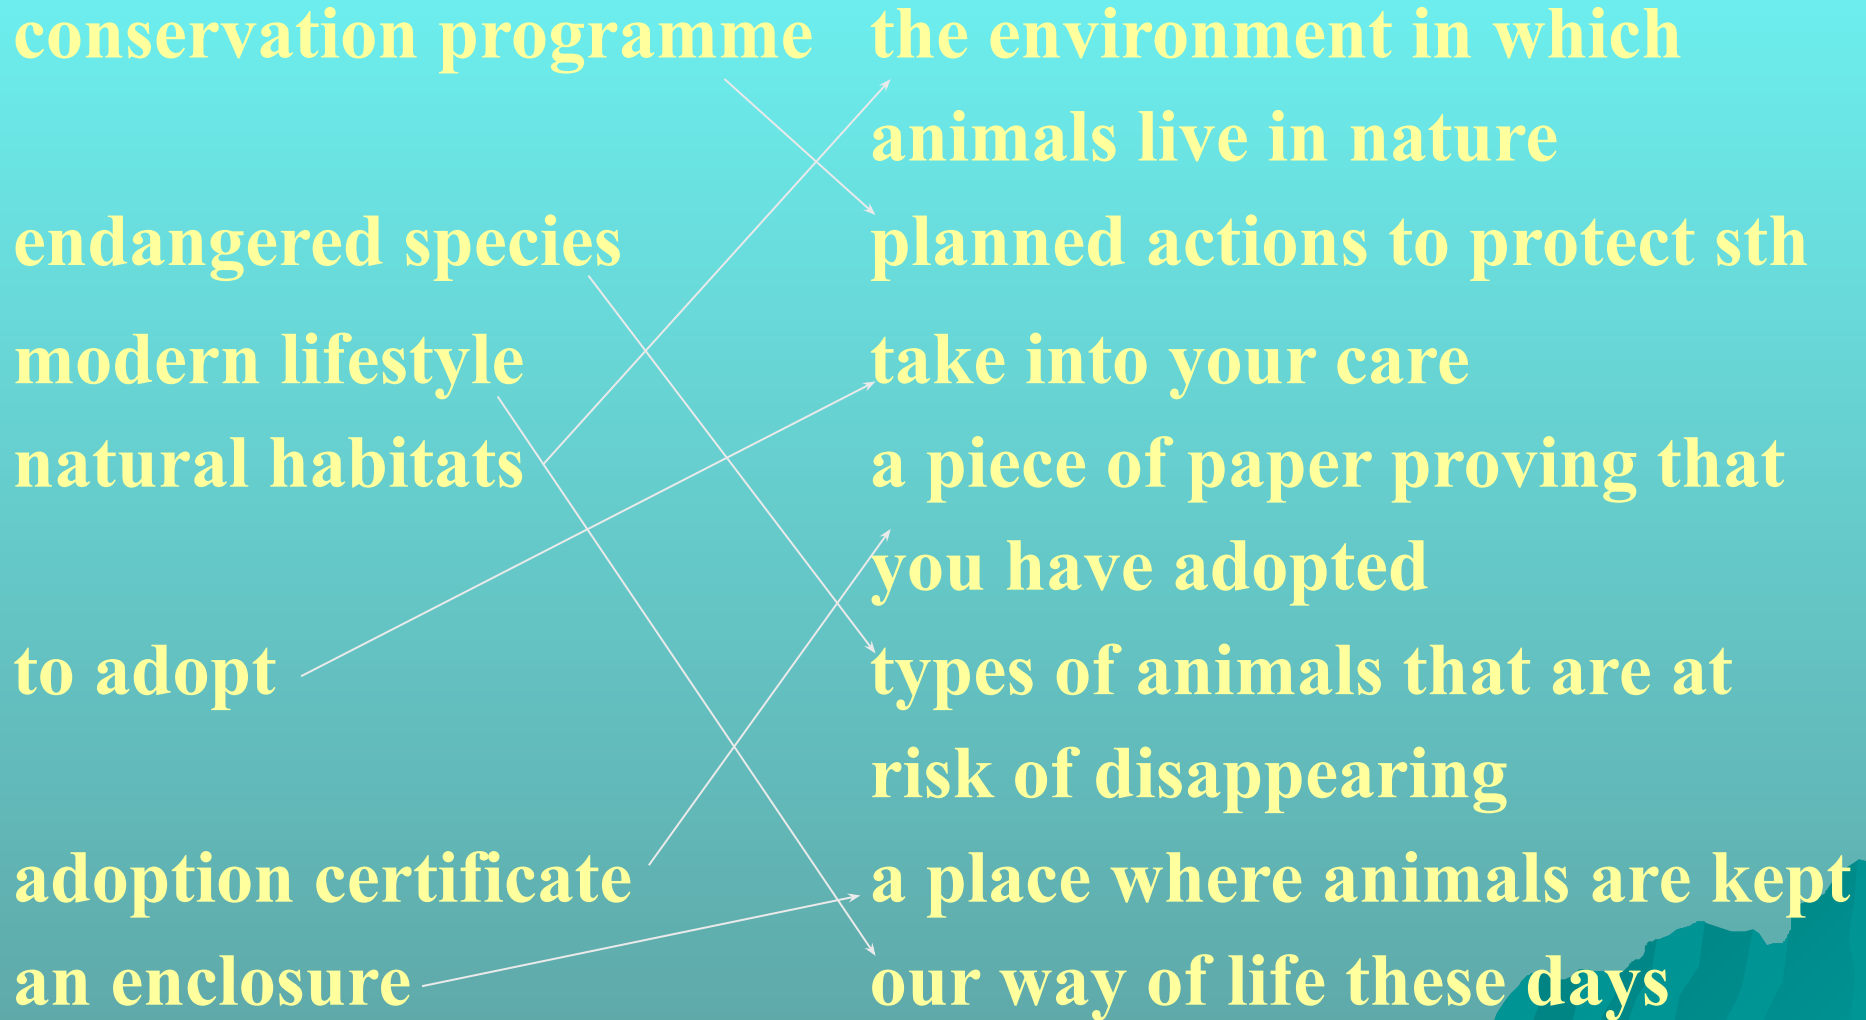 conservation programme
the environment in which
animals live in nature
endangered species
planned actions to protect sth
modern lifestyle
take into your care
natural habitats
a piece of paper proving that
you have adopted
to adopt
types of animals that are at
risk of disappearing
adoption certificate
a place where animals are kept
an enclosure
our way of life these days